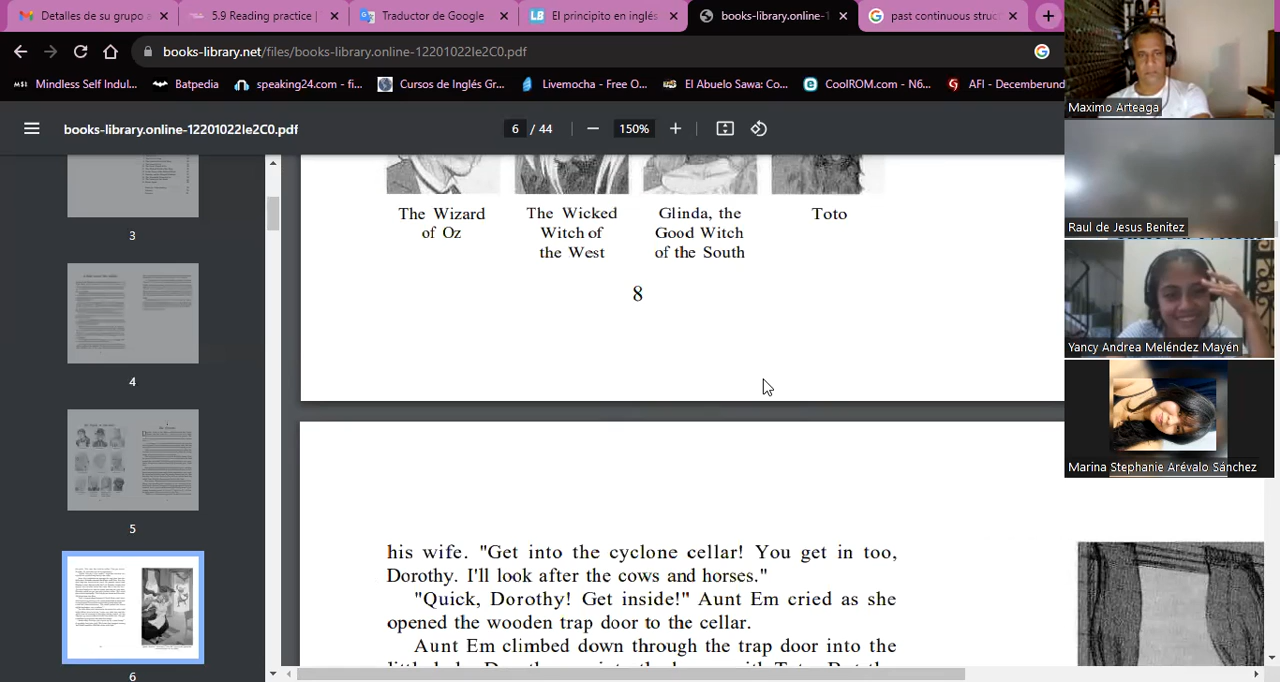 Detalles de su grupo a
5.9 Reading practice |
Traductor de Google
El principito en inglés
books-library.online-1
past continuous struc
books-library.net/files/books-library.online-12201022Ie2C0.pdf
Mindless Self Indul...
Batpedia
speaking24.com - fi...
Cursos de Inglés Gr...
Livemocha - Free O...
El Abuelo Sawa: Co...
CoolROM.com - N6...
AFI - Decemberund
books-library.online-12201022Ie2C0.pdf
6 / 44
150%
3
4
5
6
The Wizard
of Oz
The Wicked
Witch of
the West
Glinda, the
Good Witch
of the South
Toto
8
his wife. "Get into the cyclone cellar! You get in too,
Dorothy. I'll look after the cows and horses."
"Quick, Dorothy! Get inside!" Aunt Em cried as she
opened the wooden trap door to the cellar.
Aunt Em climbed down through the trap door into the
Maximo Arteaga
Raul de Jesus Benitez
Yancy Andrea Meléndez Mayén
Marina Stephanie Arévalo Sánchez